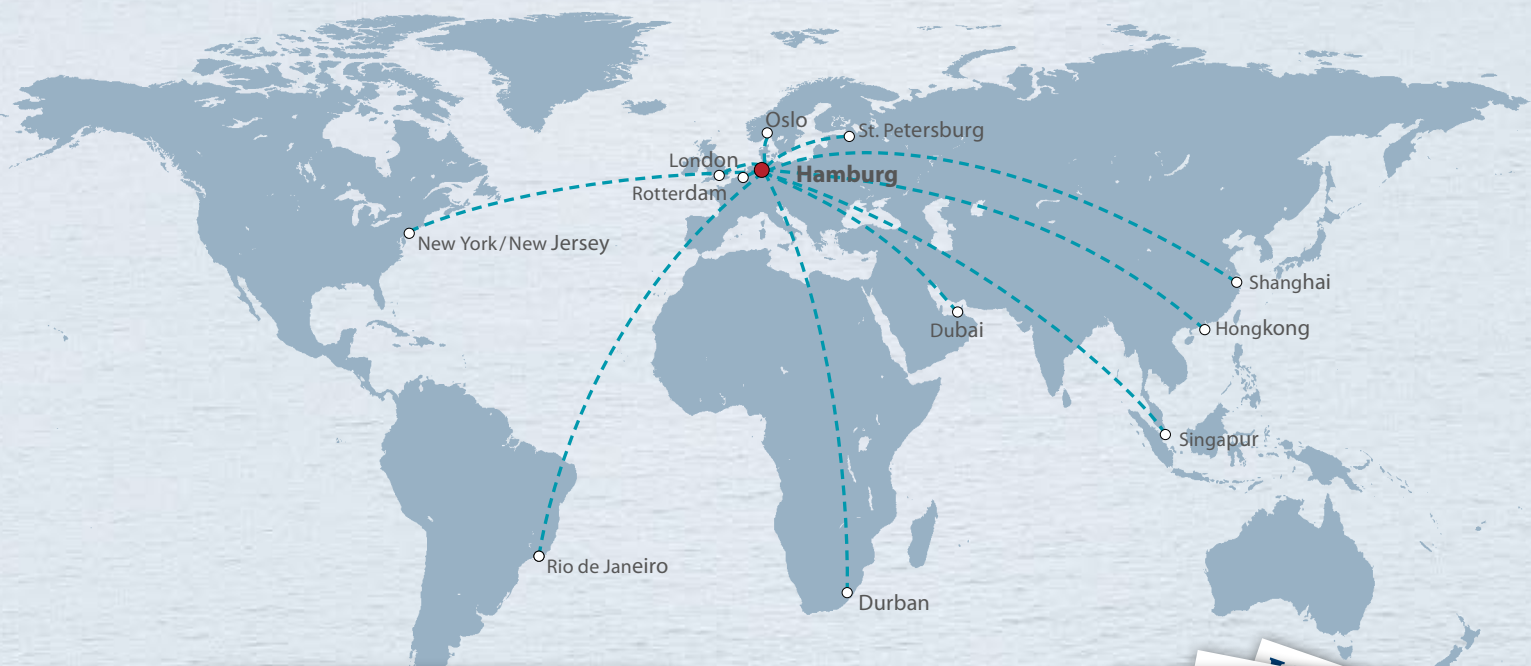 Oslo
St. Petersburg
London
Hamburg
Rotterdam
New York/New Jersey
Shanghai
Hongkong
Dubai
Singapur
Rio de Janeiro
Durban